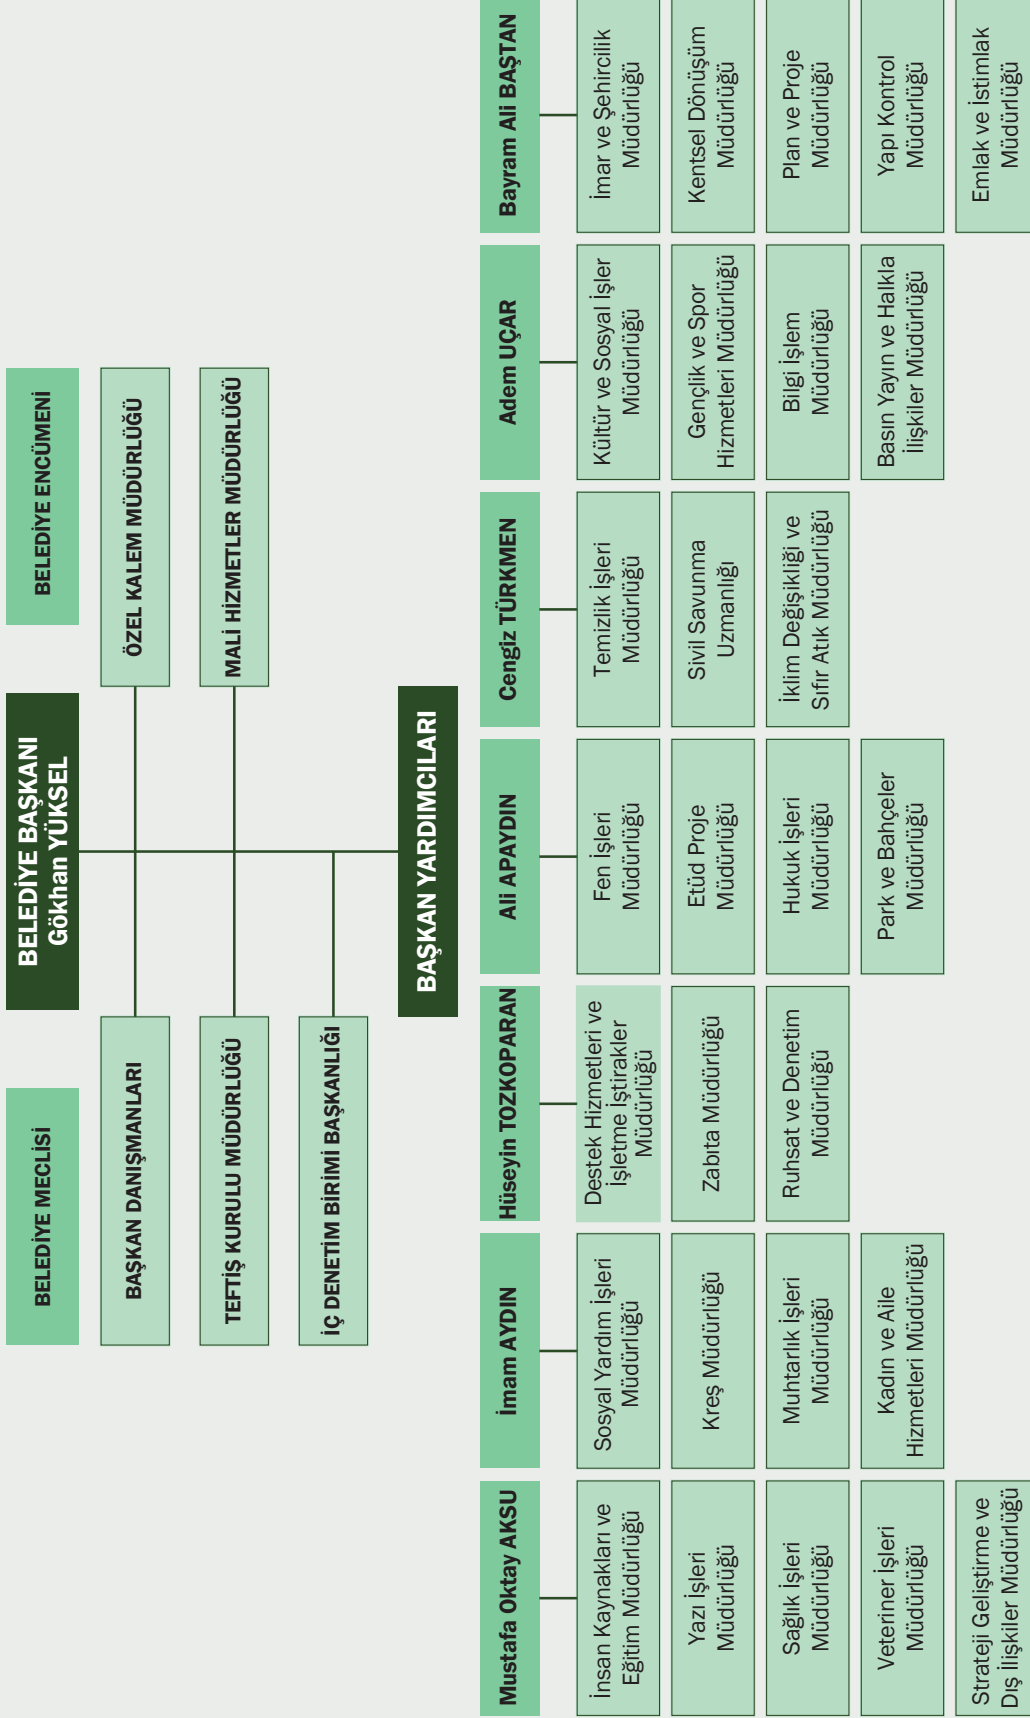 BELEDİYE MECLİSİ
BELEDİYE BAŞKANI
Gökhan YÜKSEL
BELEDİYE ENCÜMENİ
BAŞKAN DANIŞMANLARI
ÖZEL KALEM MÜDÜRLÜĞÜ
TEFTİŞ KURULU MÜDÜRLÜĞÜ
MALİ HİZMETLER MÜDÜRLÜĞÜ
İÇ DENETİM BİRİMİ BAŞKANLIĞI
BAŞKAN YARDIMCILARI
Mustafa Oktay AKSU
İnsan Kaynakları ve
Eğitim Müdürlüğü
Yazı İşleri
Müdürlüğü
Sağlık İşleri
Müdürlüğü
Veteriner İşleri
Müdürlüğü
Strateji Geliştirme ve
Dış İlişkiler Müdürlüğü
İmam AYDIN
Sosyal Yardım İşleri
Müdürlüğü
Kreş Müdürlüğü
Muhtarlık İşleri
Müdürlüğü
Kadın ve Aile
Hizmetleri Müdürlüğü
Hüseyin TOZKOPARAN
Destek Hizmetleri ve
İşletme İştirakler
Müdürlüğü
Zabıta Müdürlüğü
Ruhsat ve Denetim
Müdürlüğü
Ali APAYDIN
Fen İşleri
Müdürlüğü
Etüd Proje
Müdürlüğü
Hukuk İşleri
Müdürlüğü
Park ve Bahçeler
Müdürlüğü
Cengiz TÜRKMEN
Temizlik İşleri
Müdürlüğü
Sivil Savunma
Uzmanlığı
İklim Değişikliği ve
Sıfır Atık Müdürlüğü
Adem UÇAR
Kültür ve Sosyal İşler
Müdürlüğü
Gençlik ve Spor
Hizmetleri Müdürlüğü
Bilgi İşlem
Müdürlüğü
Basın Yayın ve Halkla
İlişkiler Müdürlüğü
Bayram Ali BAŞTAN
İmar ve Şehircilik
Müdürlüğü
Kentsel Dönüşüm
Müdürlüğü
Plan ve Proje
Müdürlüğü
Yapı Kontrol
Müdürlüğü
Emlak ve İstimlak
Müdürlüğü